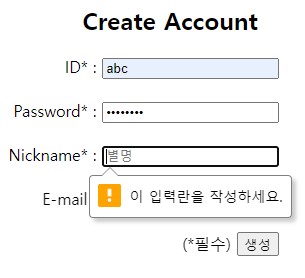 Create Account
ID* : abc
Password* : ••••••••
Nickname* : 별명
E-mail
! 이 입력란을 작성하세요.
(*필수) 생성